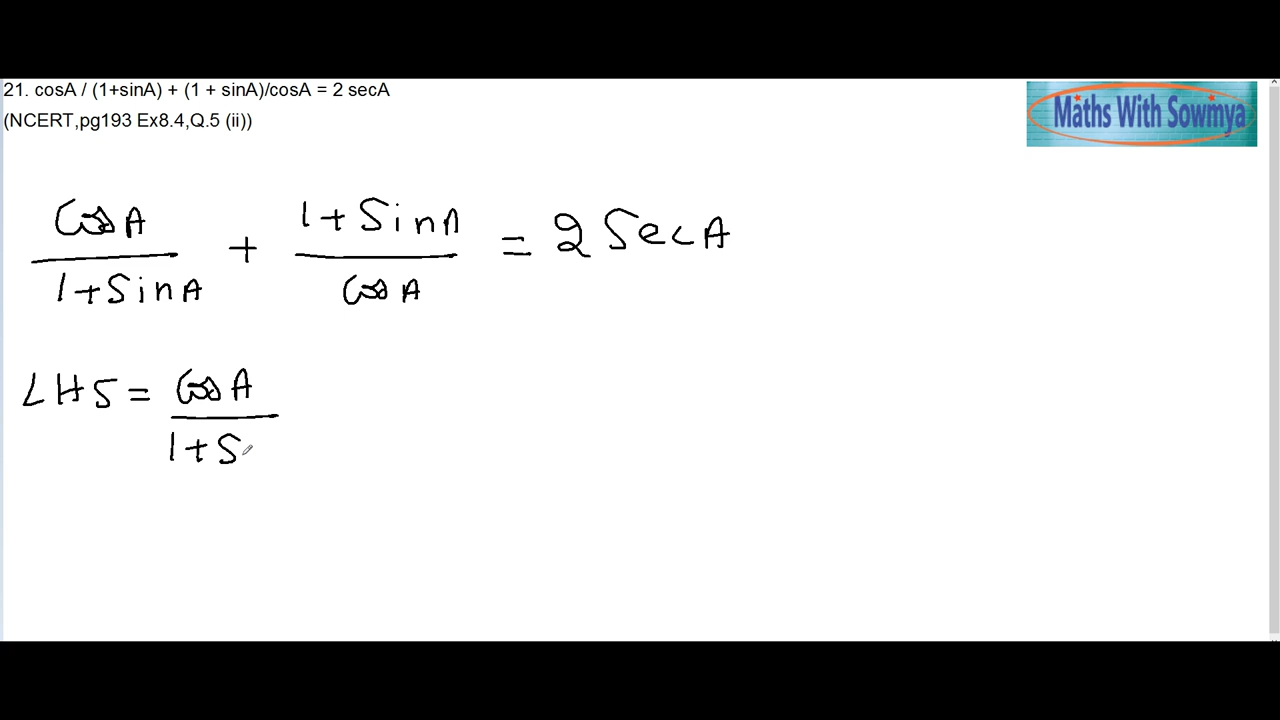 21. cosA / (1+sinA) + (1 + sinA)/cosA = 2 secA
(NCERT,pg193 Ex8.4,Q.5 (ii))
Maths With Sowmya
CosA / 1+SinA + 1+SinA / CosA = 2 SecA
LHS = CosA / 1+S